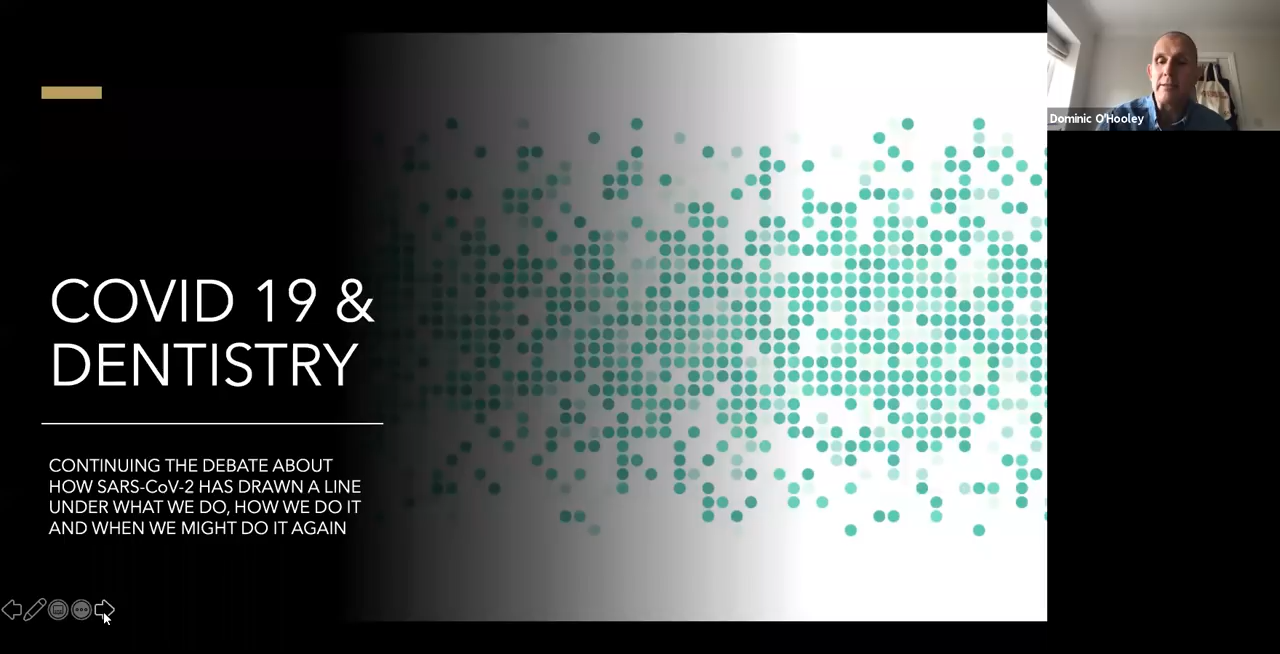 COVID 19 &
DENTISTRY
CONTINUING THE DEBATE ABOUT
HOW SARS-CoV-2 HAS DRAWN A LINE
UNDER WHAT WE DO, HOW WE DO IT
AND WHEN WE MIGHT DO IT AGAIN
Dominic O'Hooley